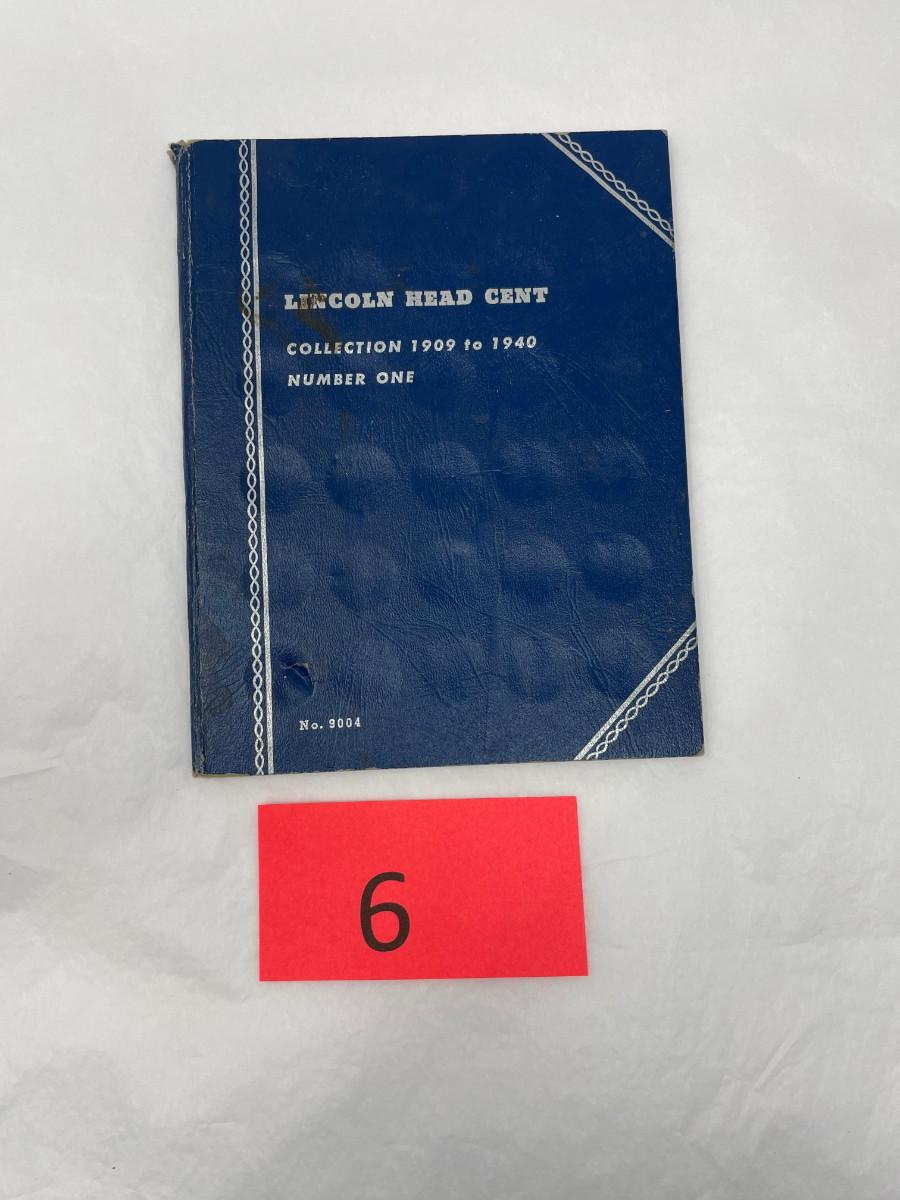 LINCOLN HEAD CENT
COLLECTION 1909 to 1940
NUMBER ONE
No. 9004
6